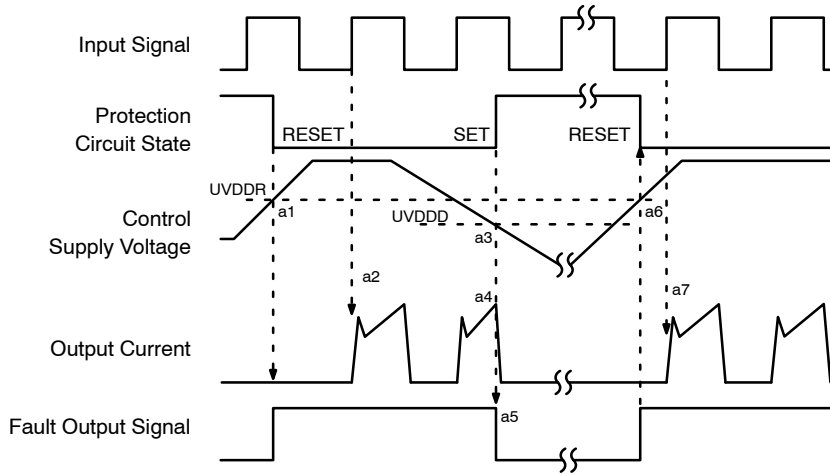 Input Signal
Protection
Circuit State
RESET
SET
RESET
UVDDR
a1
a6
Control
Supply Voltage
UVDDD
a3
a2
a4
a7
Output Current
Fault Output Signal
a5